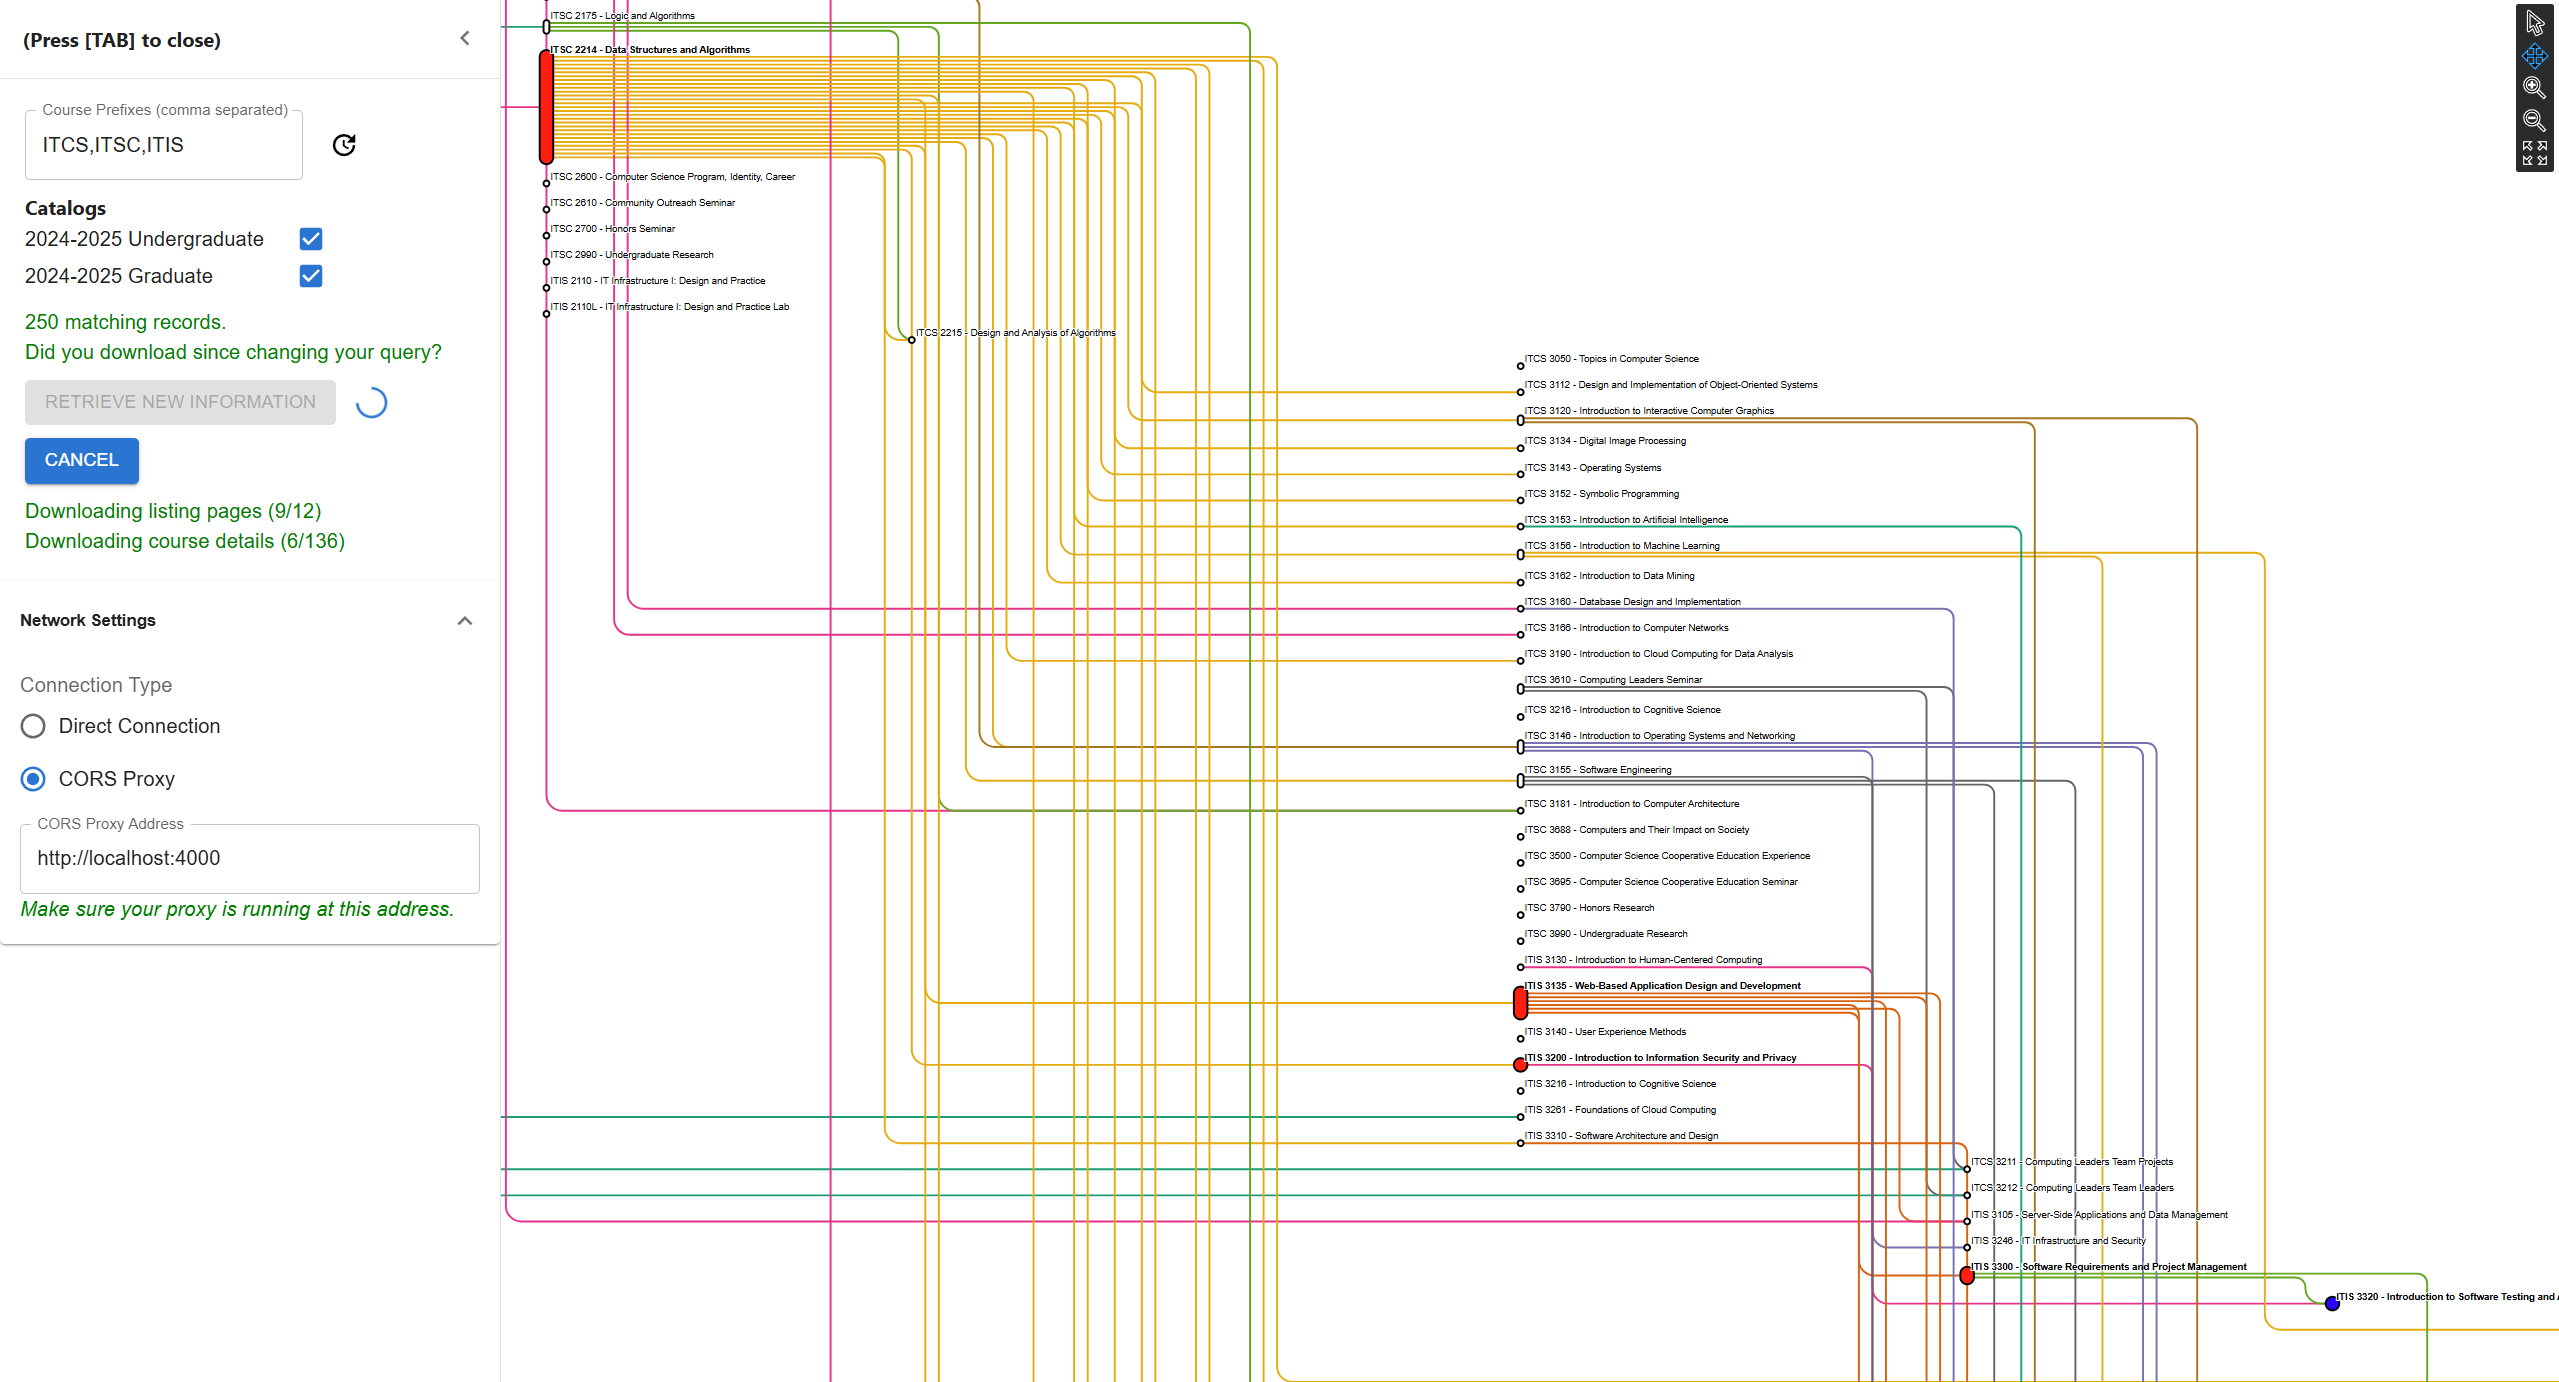 (Press [TAB] to close)
Course Prefixes (comma separated)
ITCS,ITSC,ITIS
Catalogs
2024-2025 Undergraduate
2024-2025 Graduate
250 matching records.
Did you download since changing your query?
RETRIEVE NEW INFORMATION
CANCEL
Downloading listing pages (9/12)
Downloading course details (6/136)
Network Settings
Connection Type
Direct Connection
CORS Proxy
CORS Proxy Address
http://localhost:4000
Make sure your proxy is running at this address.
ITSC 2175 - Logic and Algorithms
ITSC 2214 - Data Structures and Algorithms
ITSC 2600 - Computer Science Program, Identity, Career
ITSC 2610 - Community Outreach Seminar
ITSC 2700 - Honors Seminar
ITSC 2990 - Undergraduate Research
ITIS 2110 - IT Infrastructure I: Design and Practice
ITIS 2110L - IT Infrastructure I: Design and Practice Lab
ITCS 2215 - Design and Analysis of Algorithms
ITCS 3050 - Topics in Computer Science
ITCS 3112 - Design and Implementation of Object-Oriented Systems
ITCS 3120 - Introduction to Interactive Computer Graphics
ITCS 3134 - Digital Image Processing
ITCS 3143 - Operating Systems
ITCS 3152 - Symbolic Programming
ITCS 3153 - Introduction to Artificial Intelligence
ITCS 3156 - Introduction to Machine Learning
ITCS 3162 - Introduction to Data Mining
ITCS 3160 - Database Design and Implementation
ITCS 3166 - Introduction to Computer Networks
ITCS 3190 - Introduction to Cloud Computing for Data Analysis
ITCS 3610 - Computing Leaders Seminar
ITCS 3216 - Introduction to Cognitive Science
ITSC 3146 - Introduction to Operating Systems and Networking
ITSC 3155 - Software Engineering
ITSC 3181 - Introduction to Computer Architecture
ITSC 3688 - Computers and Their Impact on Society
ITSC 3500 - Computer Science Cooperative Education Experience
ITSC 3695 - Computer Science Cooperative Education Seminar
ITSC 3790 - Honors Research
ITSC 3990 - Undergraduate Research
ITIS 3130 - Introduction to Human-Centered Computing
ITIS 3135 - Web-Based Application Design and Development
ITIS 3140 - User Experience Methods
ITIS 3200 - Introduction to Information Security and Privacy
ITIS 3216 - Introduction to Cognitive Science
ITIS 3261 - Foundations of Cloud Computing
ITIS 3310 - Software Architecture and Design
ITCS 3211 - Computing Leaders Team Projects
ITCS 3212 - Computing Leaders Team Leaders
ITIS 3105 - Server-Side Applications and Data Management
ITIS 3246 - IT Infrastructure and Security
ITIS 3300 - Software Requirements and Project Management
ITIS 3320 - Introduction to Software Testing and